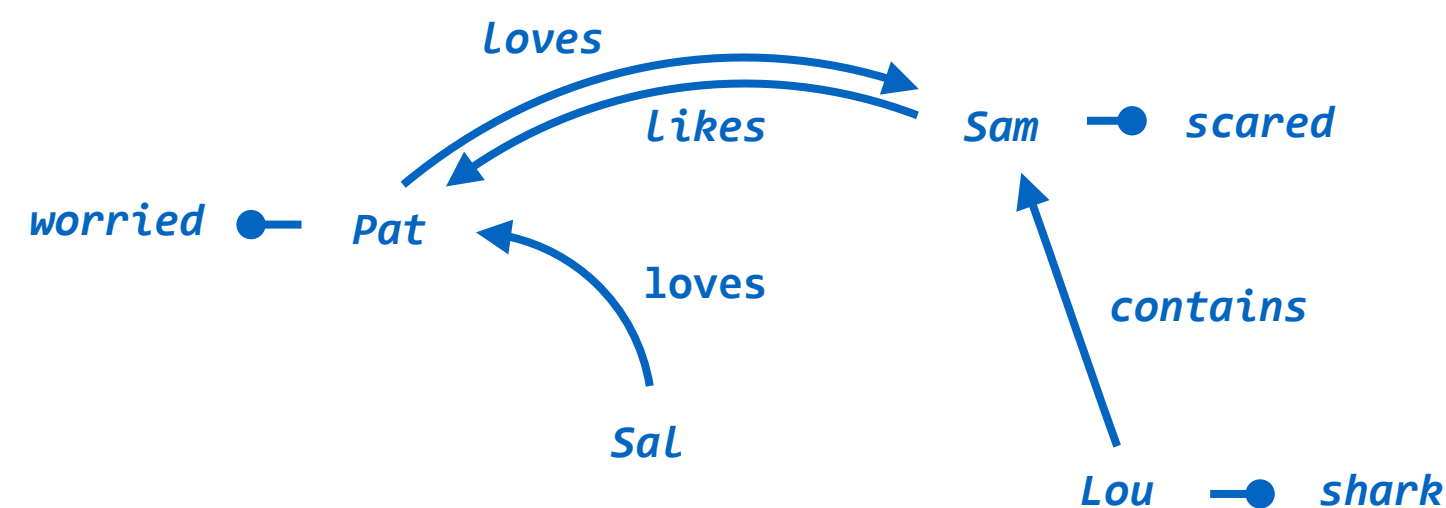 loves
likes
Sam
scared
worried
Pat
loves
contains
Sal
Lou
shark